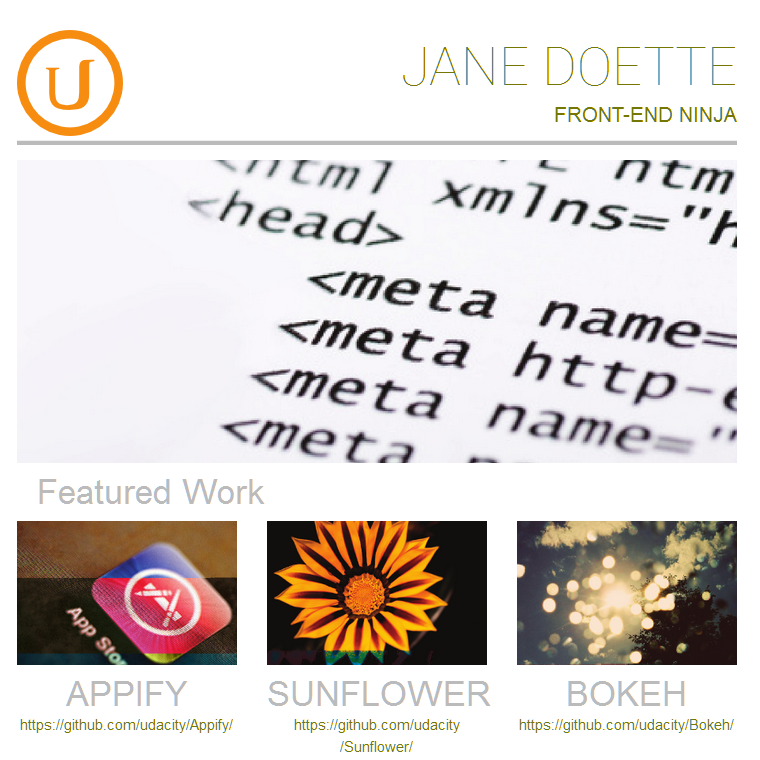 U
JANE DOETTE
FRONT-END NINJA
<html
xmlns="h
<head>
<meta name=
<meta http-e
<meta name="
<meta n
Featured Work
App Sto
APPIFY
SUNFLOWER
BOKEH
https://github.com/udacity/Appify/
https://github.com/udacity
/Sunflower/
https://github.com/udacity/Bokeh/